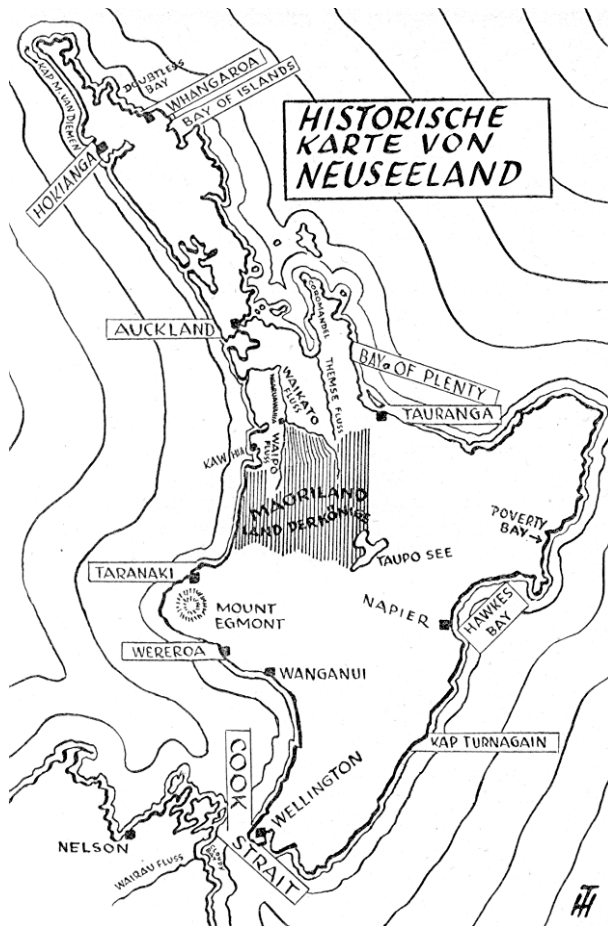 HISTORISCHE
KARTE VON
NEUSEELAND
KAP M. VAN DIEMEN
DOUBTLESS
BAY
WHANGAROA
BAY OF ISLANDS
HOKIANGA
AUCKLAND
COROMANDEL
BAY OF PLENTY
WAIKATO
FLUSS
THEMSE FLUSS
TAURANGA
WAIPO
FLUSS
KAWHIA
MAORILAND
LAND DER KÖNIGE
POVERTY
BAY
TAUPO SEE
TARANAKI
MOUNT
EGMONT
NAPIER
HAWKES
BAY
WEREROA
WANGANUI
KAP TURNAGAIN
COOK
STRAIT
WELLINGTON
NELSON
WAIRAU FLUSS